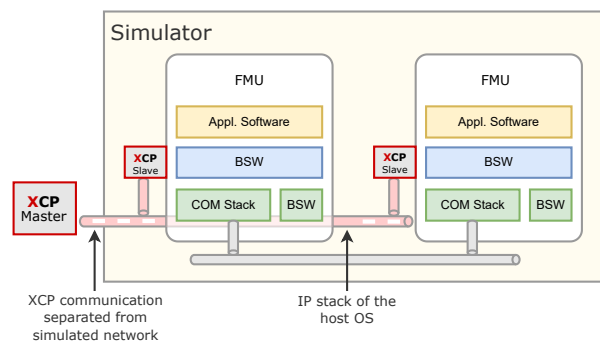 Simulator
FMU
FMU
Appl. Software
Appl. Software
XCP
Slave
BSW
XCP
Slave
BSW
XCP
Master
COM Stack
BSW
COM Stack
BSW
XCP communication
separated from
simulated network
IP stack of the
host OS